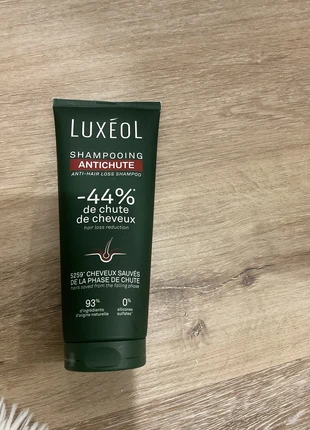 LUXÉOL
SHAMPOOING
ANTICHUTE
ANTI-HAIR LOSS SHAMPOO
-44%*
de chute
de cheveux
hair loss reduction
5259* CHEVEUX SAUVÉS
DE LA PHASE DE CHUTE
hairs saved from the falling phase
93%
d'ingrédients
d'origine naturelle
0%
silicones
sulfates*